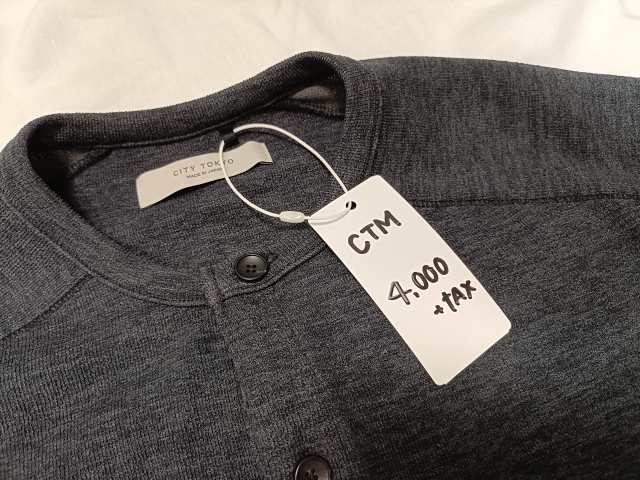 CITY TOKYO
MADE IN JAPAN
CTM
4,000
+tAX